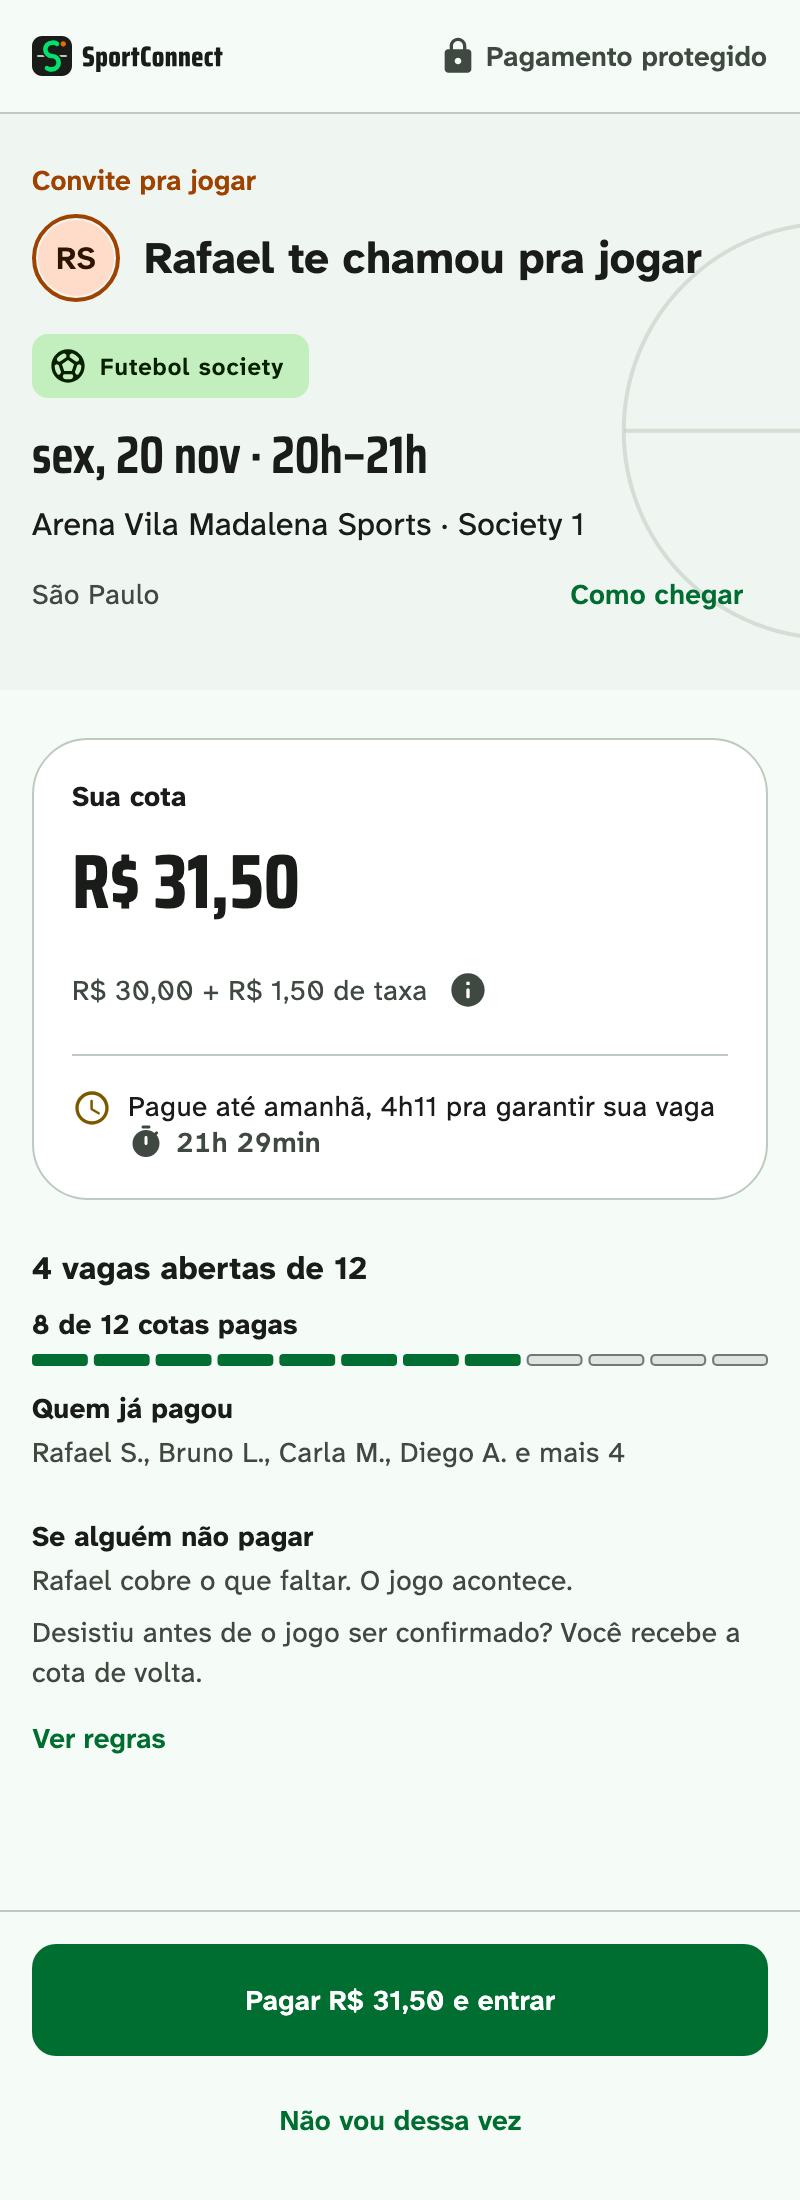 SportConnect
Pagamento protegido
Convite pra jogar
RS
Rafael te chamou pra jogar
Futebol society
sex, 20 nov · 20h–21h
Arena Vila Madalena Sports · Society 1
São Paulo
Como chegar
Sua cota
R$ 31,50
R$ 30,00 + R$ 1,50 de taxa
Pague até amanhã, 4h11 pra garantir sua vaga
21h 29min
4 vagas abertas de 12
8 de 12 cotas pagas
Quem já pagou
Rafael S., Bruno L., Carla M., Diego A. e mais 4
Se alguém não pagar
Rafael cobre o que faltar. O jogo acontece.
Desistiu antes de o jogo ser confirmado? Você recebe a
cota de volta.
Ver regras
Pagar R$ 31,50 e entrar
Não vou dessa vez